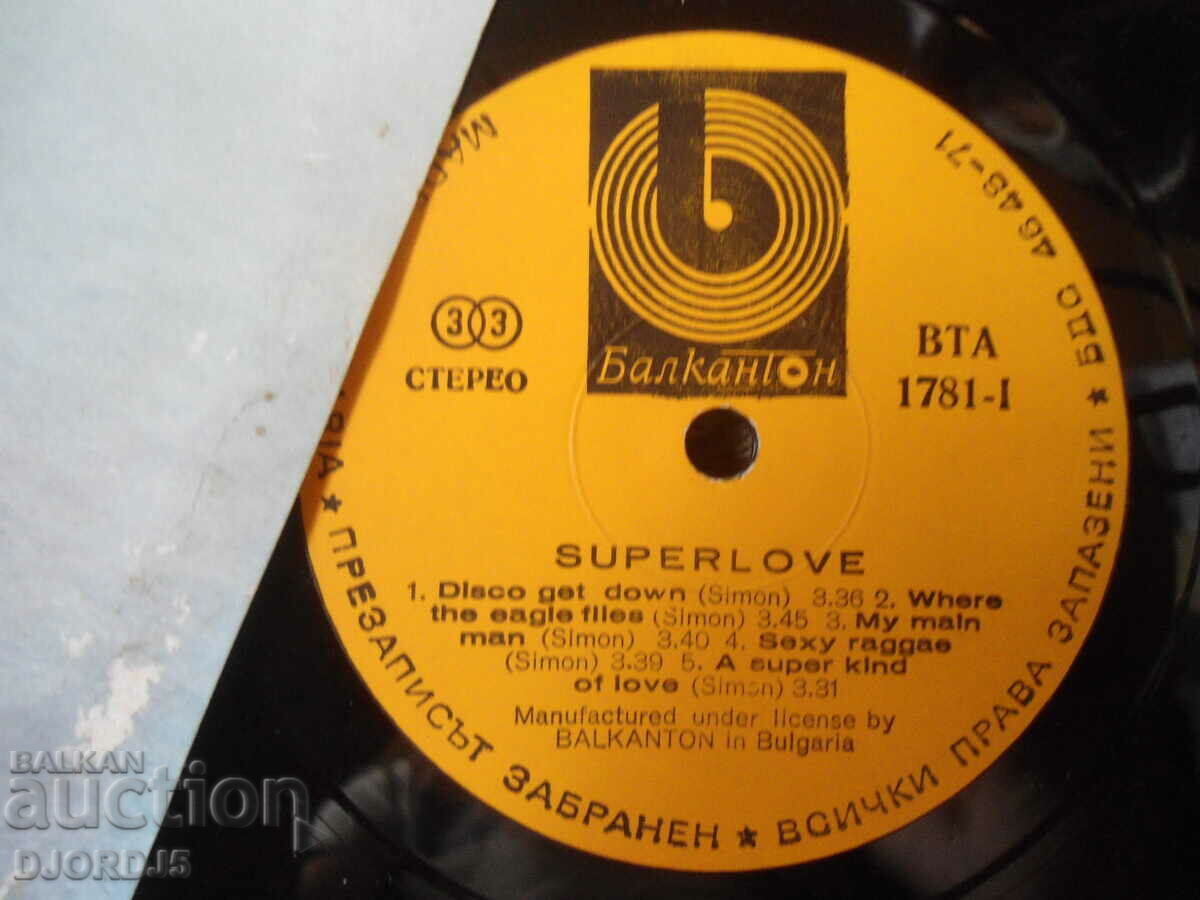 Балкантон
33
СТЕРЕО
ВТА
1781-I
SUPERLOVE
1. Disco get down (Simon) 3.36 2. Where
the eagle flies (Simon) 3.45 3. My main
man (Simon) 3.40 4. Sexy raggae
(Simon) 3.39 5. A super kind
of love (Simon) 3.31
Manufactured under license by
BALKANTON in Bulgaria
★ ПРЕЗАПИСЪТ ЗАБРАНЕН ★ ВСИЧКИ ПРАВА ЗАПАЗЕНИ ★ БДС 4648-71
BALKAN
auction
DJORDJ5